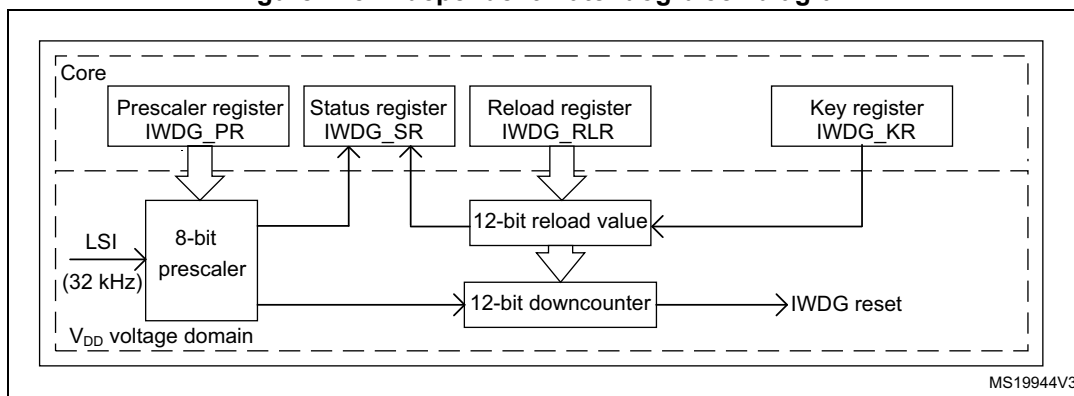 Core
Prescaler register
IWDG_PR
Status register
IWDG_SR
Reload register
IWDG_RLR
Key register
IWDG_KR
LSI
(32 kHz)
8-bit
prescaler
12-bit reload value
12-bit downcounter
IWDG reset
VDD voltage domain
MS19944V3